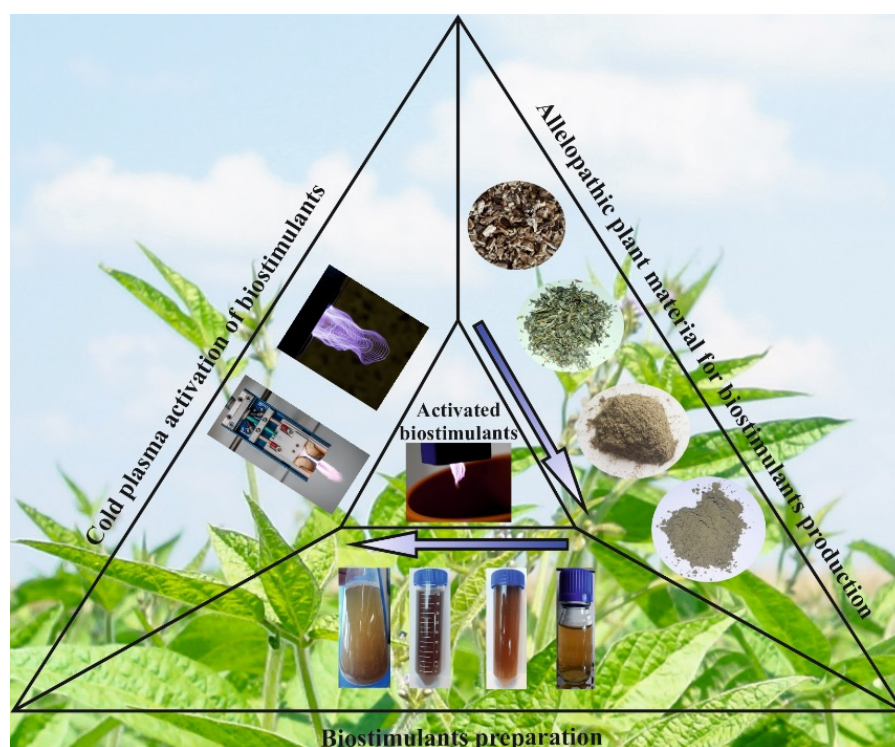 Cold plasma activation of biostimulants
Allelopathic plant material for biostimulants production
Activated
biostimulants
Biostimulants preparation